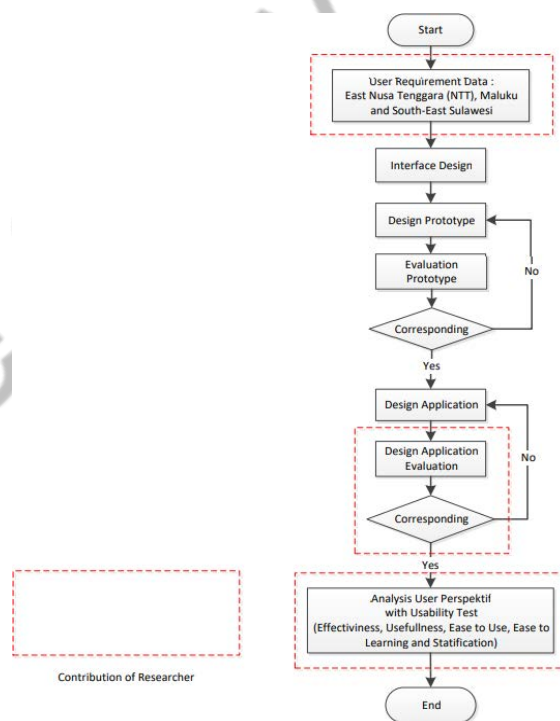 Start
User Requirement Data :
East Nusa Tenggara (NTT), Maluku
and South-East Sulawesi
Interface Design
Design Prototype
Evaluation
Prototype
No
Corresponding
Yes
Design Application
Design Application
Evaluation
No
Corresponding
Yes
Analysis User Perspektif
with Usability Test
(Effectiviness, Usefullness, Ease to Use, Ease to
Learning and Statification)
Contribution of Researcher
End